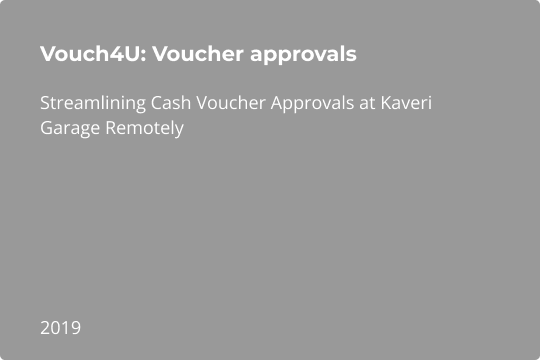 Vouch4U: Voucher approvals
Streamlining Cash Voucher Approvals at Kaveri
Garage Remotely
2019